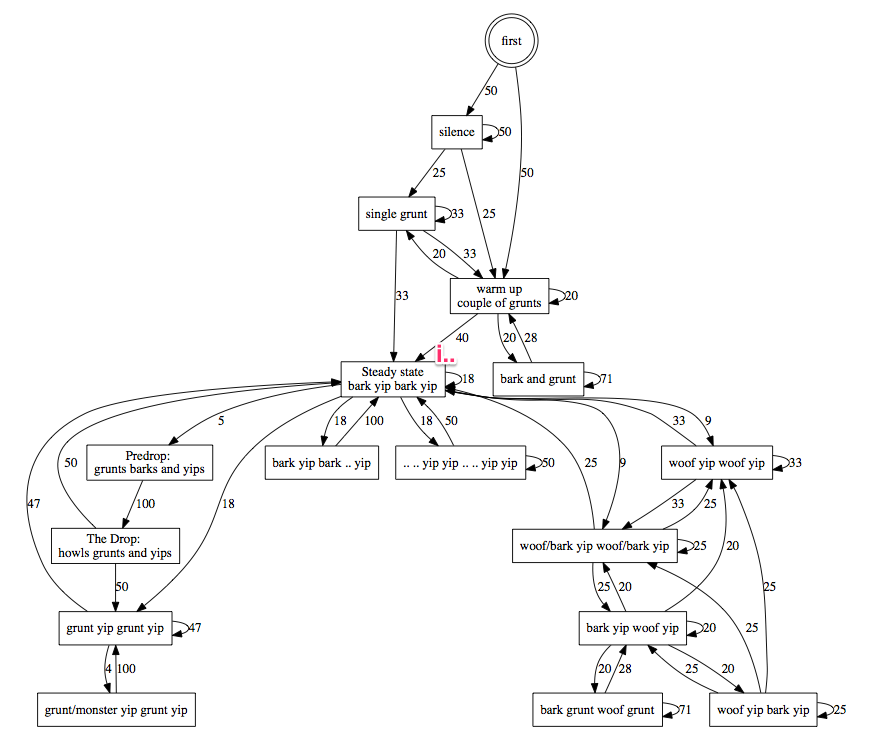 first
50
silence
50
25
single grunt
33
25
50
20
33
warm up
couple of grunts
20
33
40
20
28
i..
Steady state
bark yip bark yip
18
bark and grunt
71
5
18
100
18
50
25
9
33
9
50
Predrop:
grunts barks and yips
bark yip bark .. yip
.. .. yip yip .. .. yip yip
50
woof yip woof yip
33
47
100
18
33
25
The Drop:
howls grunts and yips
woof/bark yip woof/bark yip
25
20
50
25
20
25
grunt yip grunt yip
47
bark yip woof yip
20
25
4
100
20
28
25
20
grunt/monster yip grunt yip
bark grunt woof grunt
71
woof yip bark yip
25